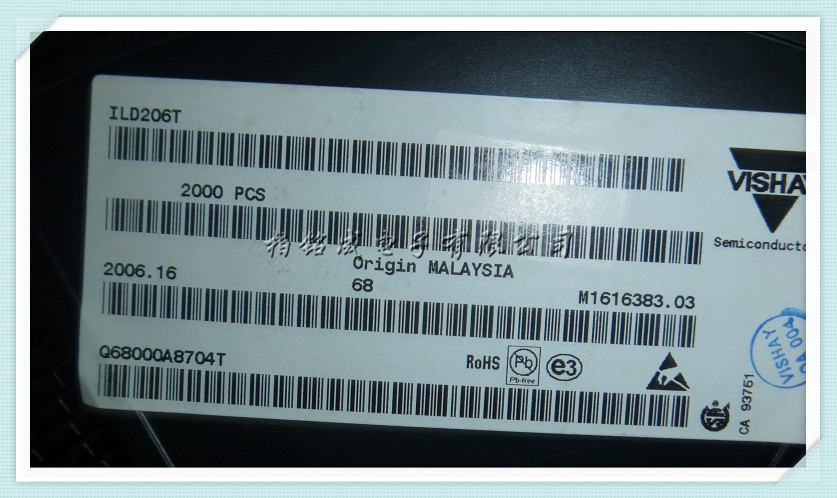 ILD206T
VISHAY
2000 PCS
Semiconducto
柏铭威电子有限公司
Origin MALAYSIA
2006.16
68
M1616383.03
Q68000A8704T
RoHS
Pb
Pb-free
e3
VISHAY
QA 004
CA 93761